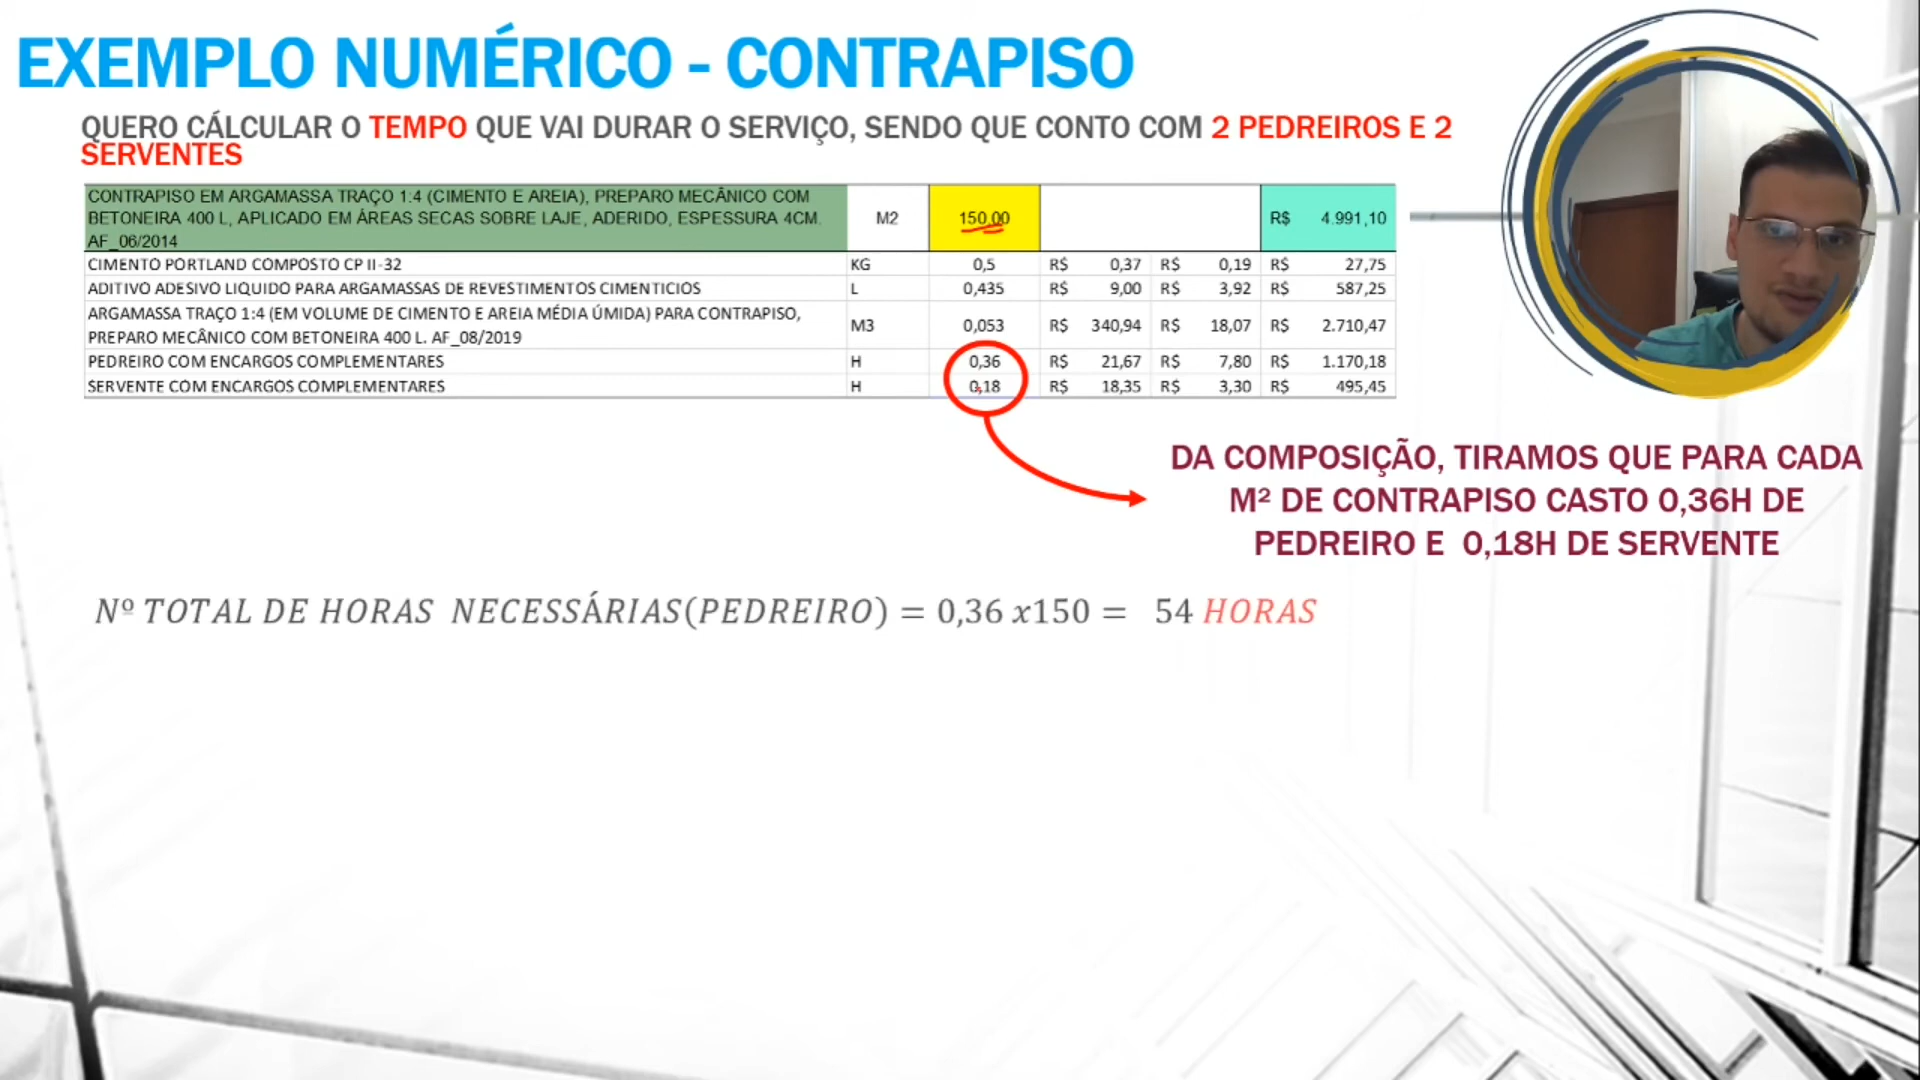 EXEMPLO NUMÉRICO - CONTRAPISO
QUERO CÁLCULAR O TEMPO QUE VAI DURAR O SERVIÇO, SENDO QUE CONTO COM 2 PEDREIROS E 2
SERVENTES
CONTRAPISO EM ARGAMASSA TRAÇO 1:4 (CIMENTO E AREIA), PREPARO MECÂNICO COM
BETONEIRA 400 L, APLICADO EM ÁREAS SECAS SOBRE LAJE, ADERIDO, ESPESSURA 4CM. M2 150,00 R$ 4.991,10
AF_06/2014
CIMENTO PORTLAND COMPOSTO CP II-32 KG 0,5 R$ 0,37 R$ 0,19 R$ 27,75
ADITIVO ADESIVO LIQUIDO PARA ARGAMASSAS DE REVESTIMENTOS CIMENTICIOS L 0,435 R$ 9,00 R$ 3,92 R$ 587,25
ARGAMASSA TRAÇO 1:4 (EM VOLUME DE CIMENTO E AREIA MÉDIA ÚMIDA) PARA CONTRAPISO,
PREPARO MECÂNICO COM BETONEIRA 400 L. AF_08/2019 M3 0,053 R$ 340,94 R$ 18,07 R$ 2.710,47
PEDREIRO COM ENCARGOS COMPLEMENTARES H 0,36 R$ 21,67 R$ 7,80 R$ 1.170,18
SERVENTE COM ENCARGOS COMPLEMENTARES H 0,18 R$ 18,35 R$ 3,30 R$ 495,45
DA COMPOSIÇÃO, TIRAMOS QUE PARA CADA
M² DE CONTRAPISO CASTO 0,36H DE
PEDREIRO E 0,18H DE SERVENTE
Nº TOTAL DE HORAS NECESSÁRIAS(PEDREIRO) = 0,36 x150 = 54 HORAS